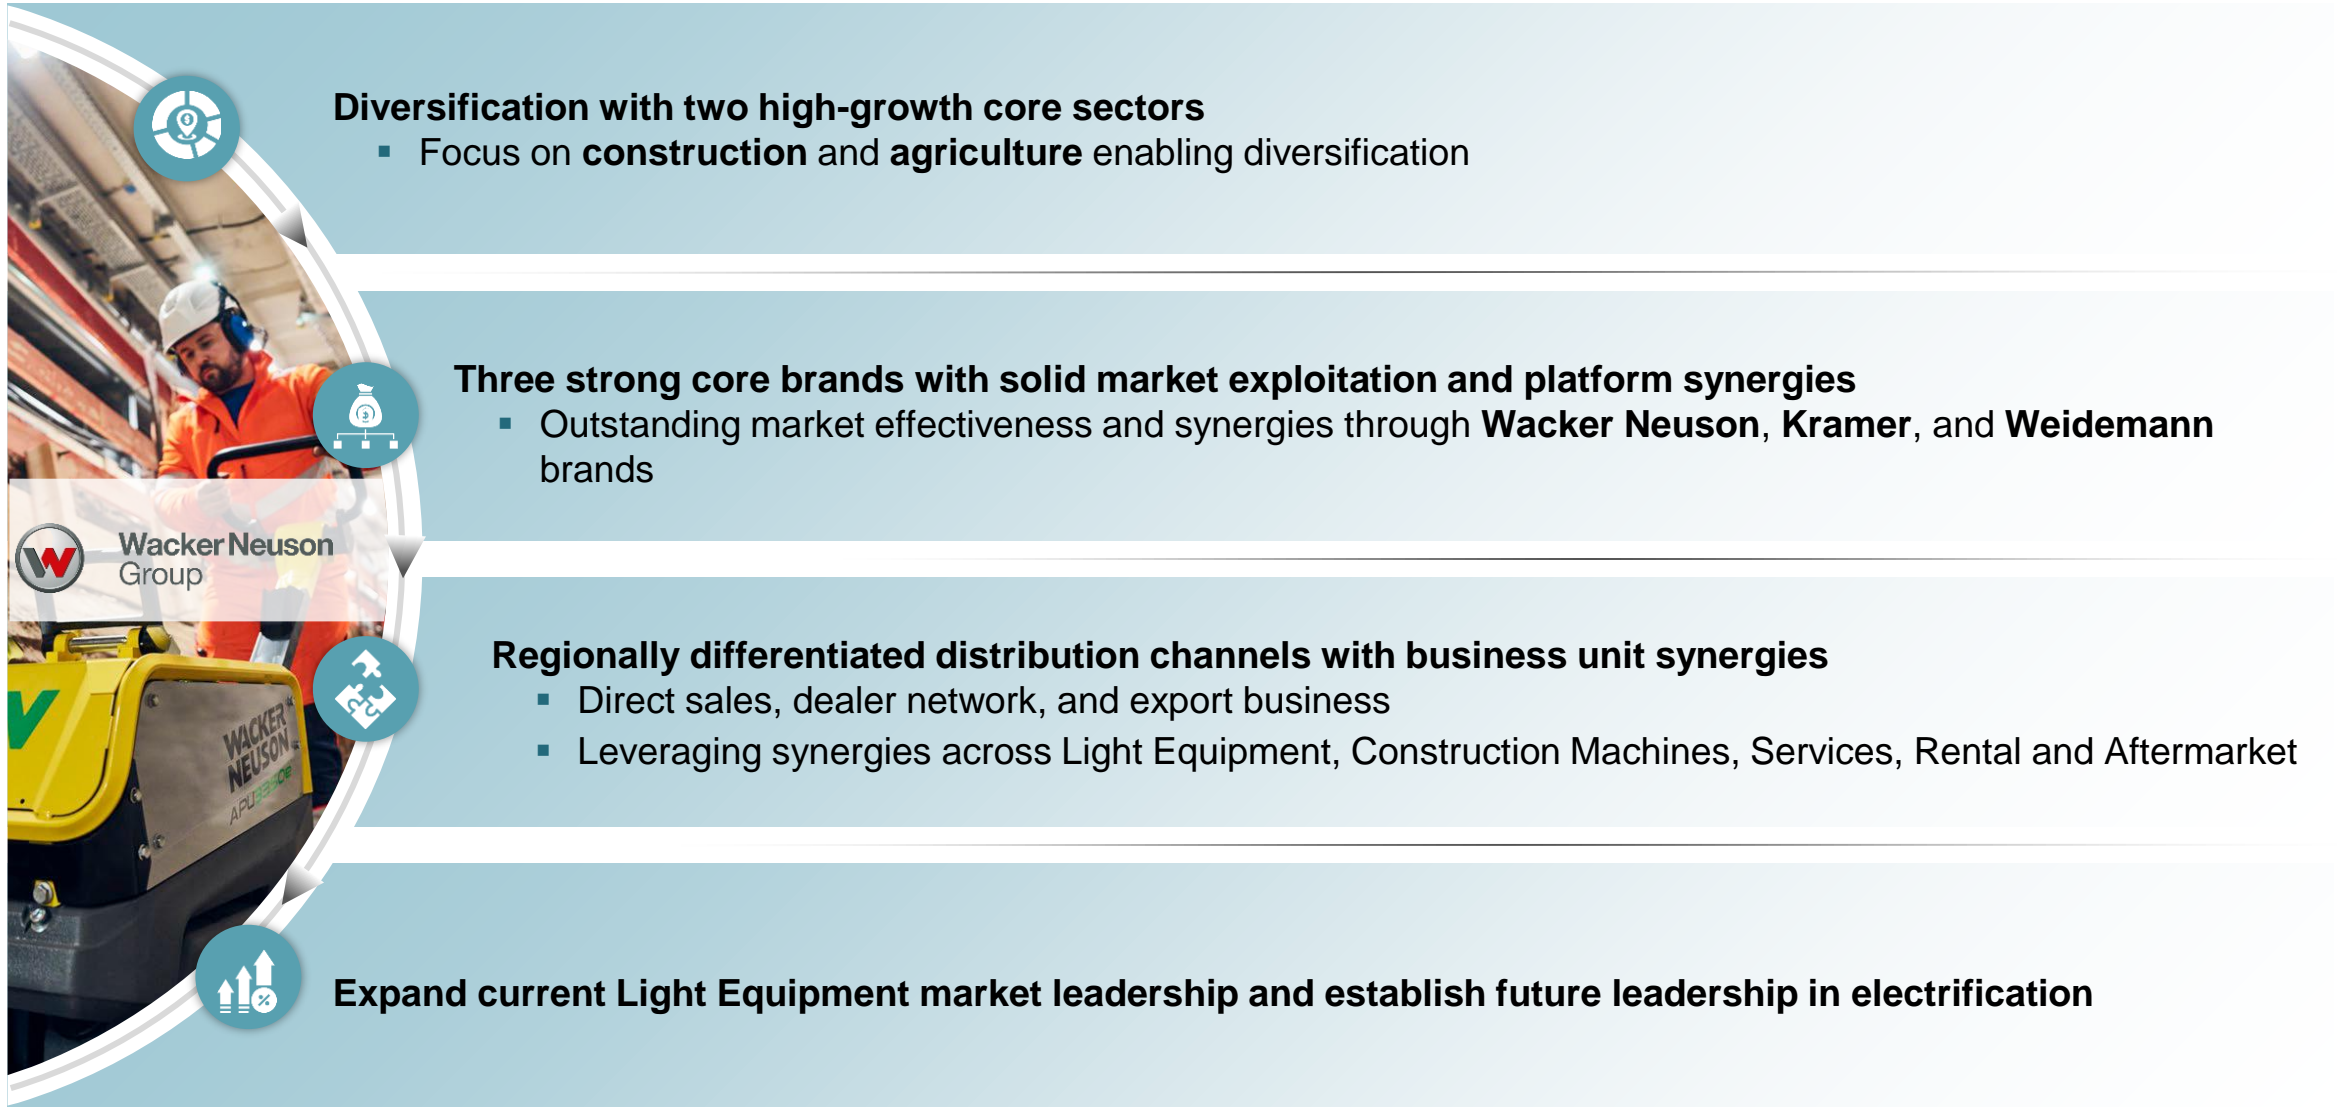 Diversification with two high-growth core sectors
▪ Focus on construction and agriculture enabling diversification
Three strong core brands with solid market exploitation and platform synergies
▪ Outstanding market effectiveness and synergies through Wacker Neuson, Kramer, and Weidemann
brands
Wacker Neuson
Group
Regionally differentiated distribution channels with business unit synergies
▪ Direct sales, dealer network, and export business
▪ Leveraging synergies across Light Equipment, Construction Machines, Services, Rental and Aftermarket
WACKER
NEUSON
Expand current Light Equipment market leadership and establish future leadership in electrification